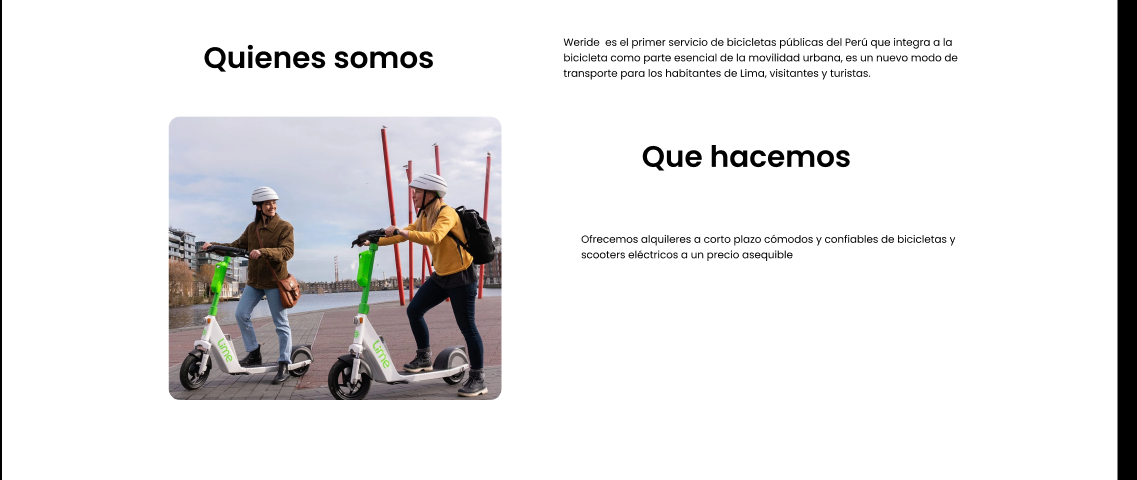 Quienes somos
Weride es el primer servicio de bicicletas públicas del Perú que integra a la
bicicleta como parte esencial de la movilidad urbana, es un nuevo modo de
transporte para los habitantes de Lima, visitantes y turistas.
Que hacemos
Ofrecemos alquileres a corto plazo cómodos y confiables de bicicletas y
scooters eléctricos a un precio asequible
Lime
Lime